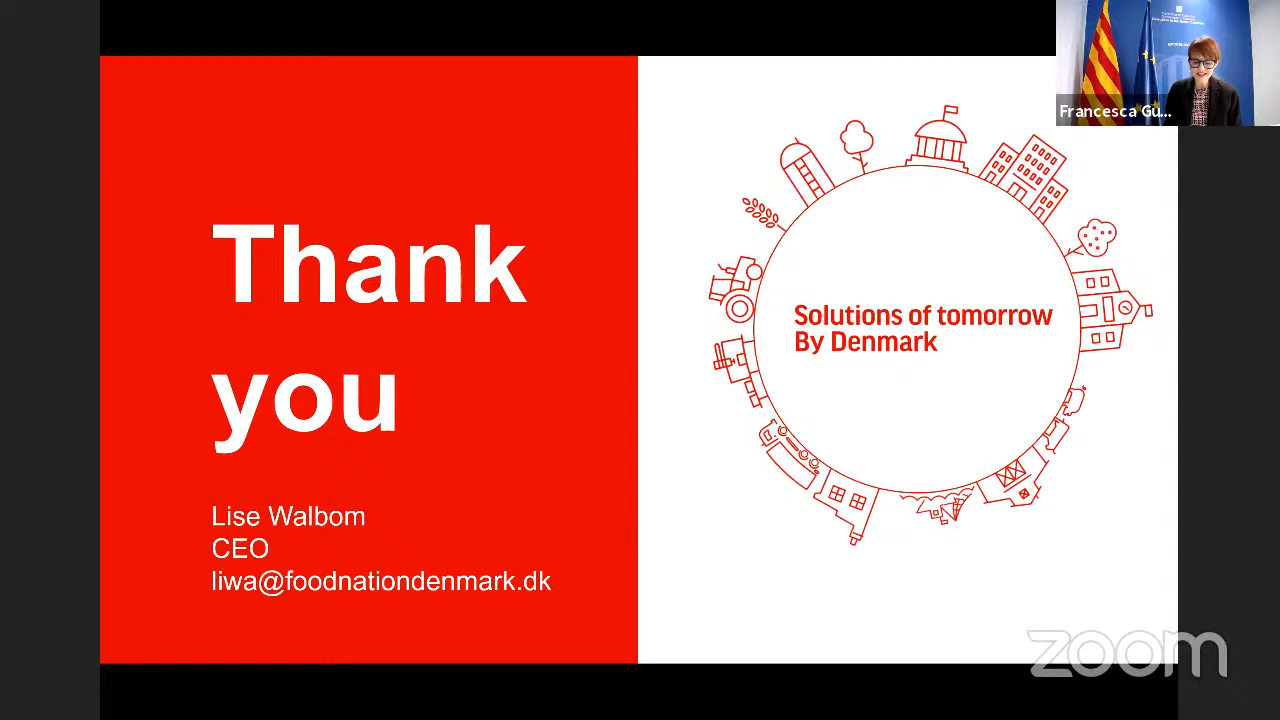 Thank
you
Lise Walbom
CEO
liwa@foodnationdenmark.dk
Solutions of tomorrow
By Denmark
Francesca Gu...
zoom